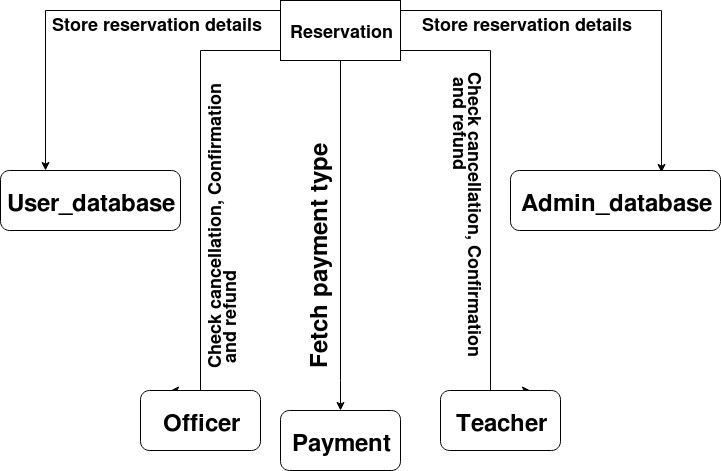 Store reservation details
Reservation
Store reservation details
Check cancellation, Confirmation
and refund
Fetch payment type
Check cancellation, Confirmation
and refund
User_database
Admin_database
Officer
Payment
Teacher